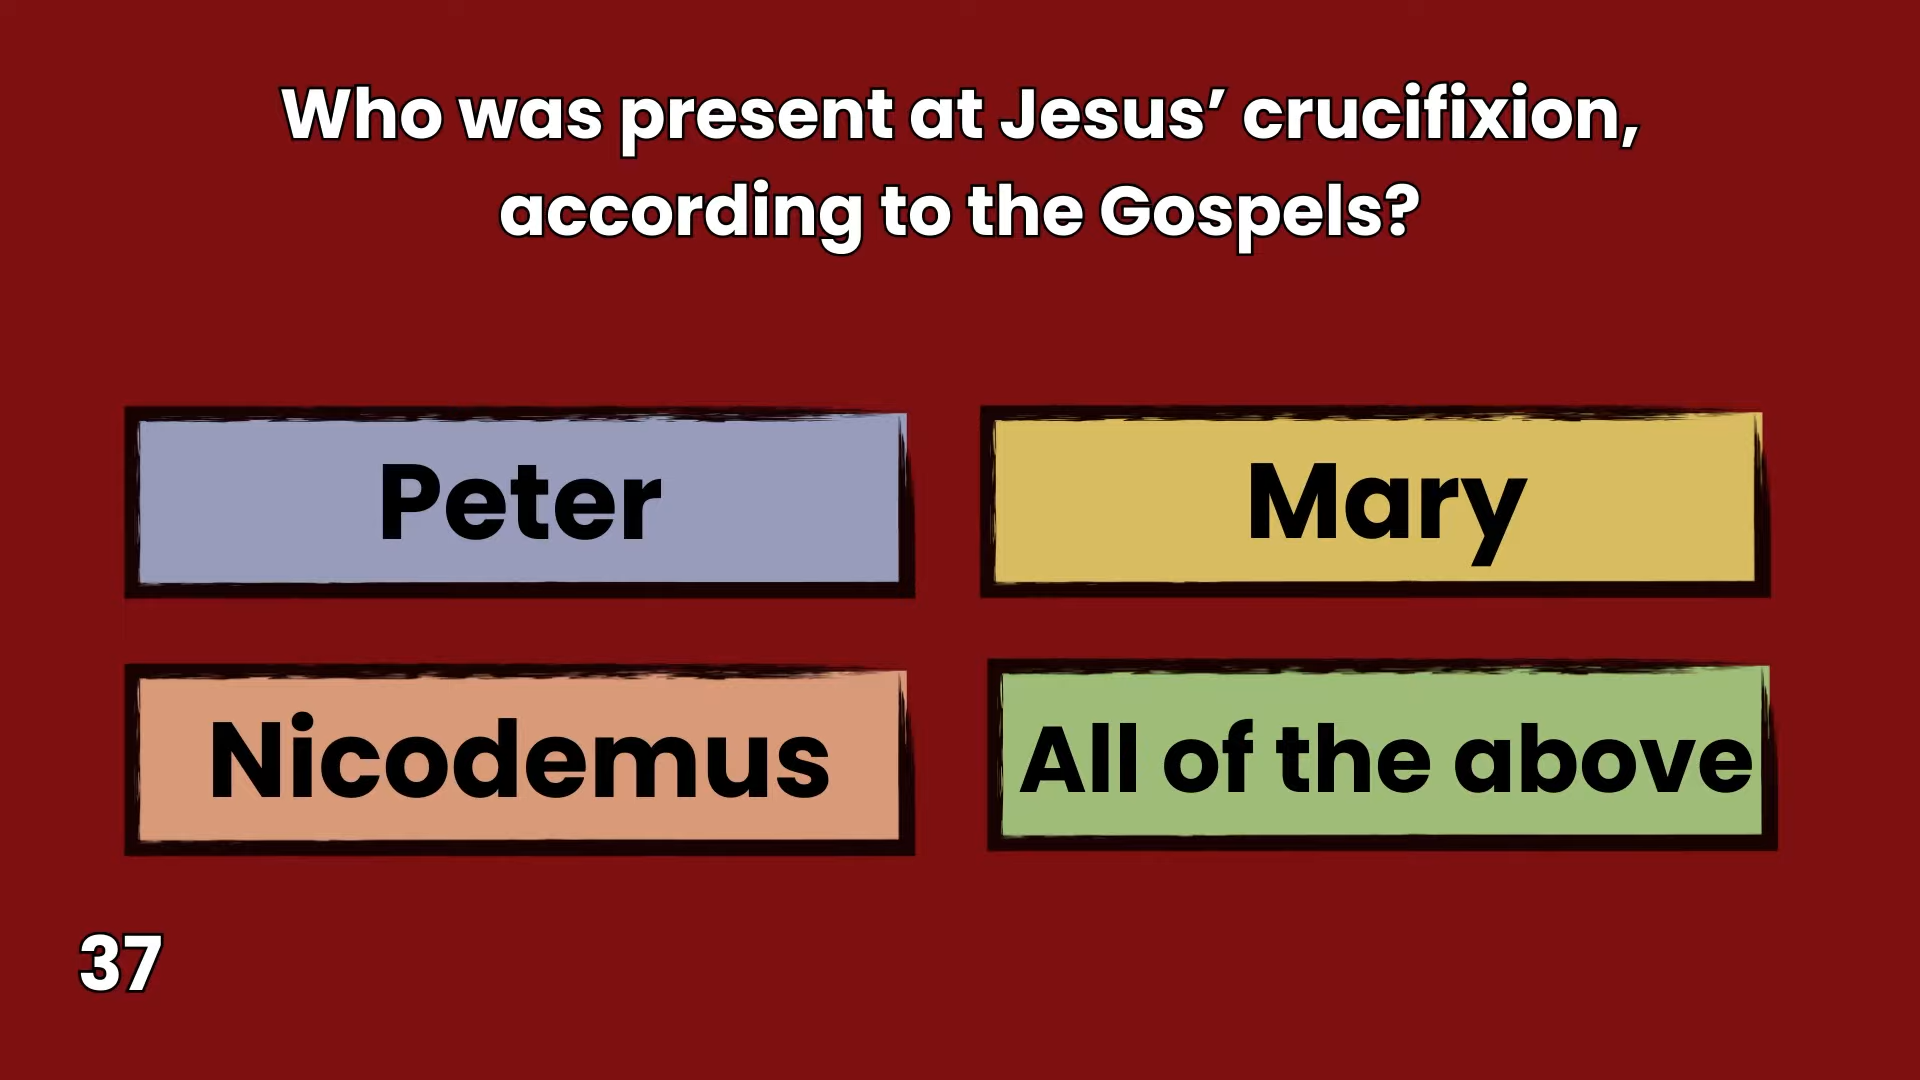 Who was present at Jesus’ crucifixion,
according to the Gospels?
Peter
Mary
Nicodemus
All of the above
37